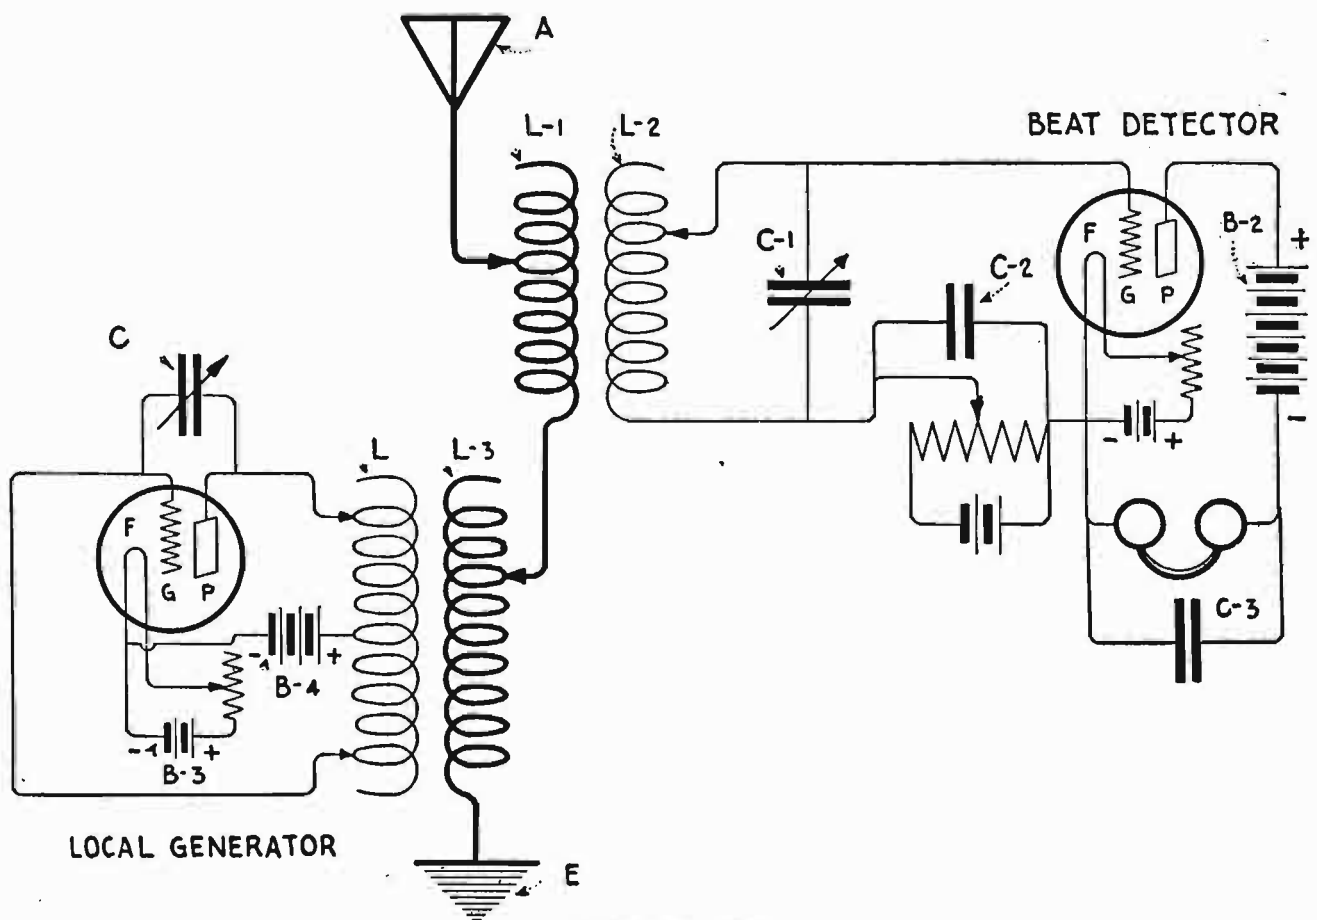 A
L-1
L-2
BEAT DETECTOR
F
G
P
B-2
+
-
C-1
C-2
- +
C
L
L-3
F
G
P
- +
B-4
- +
B-3
C-3
LOCAL GENERATOR
E